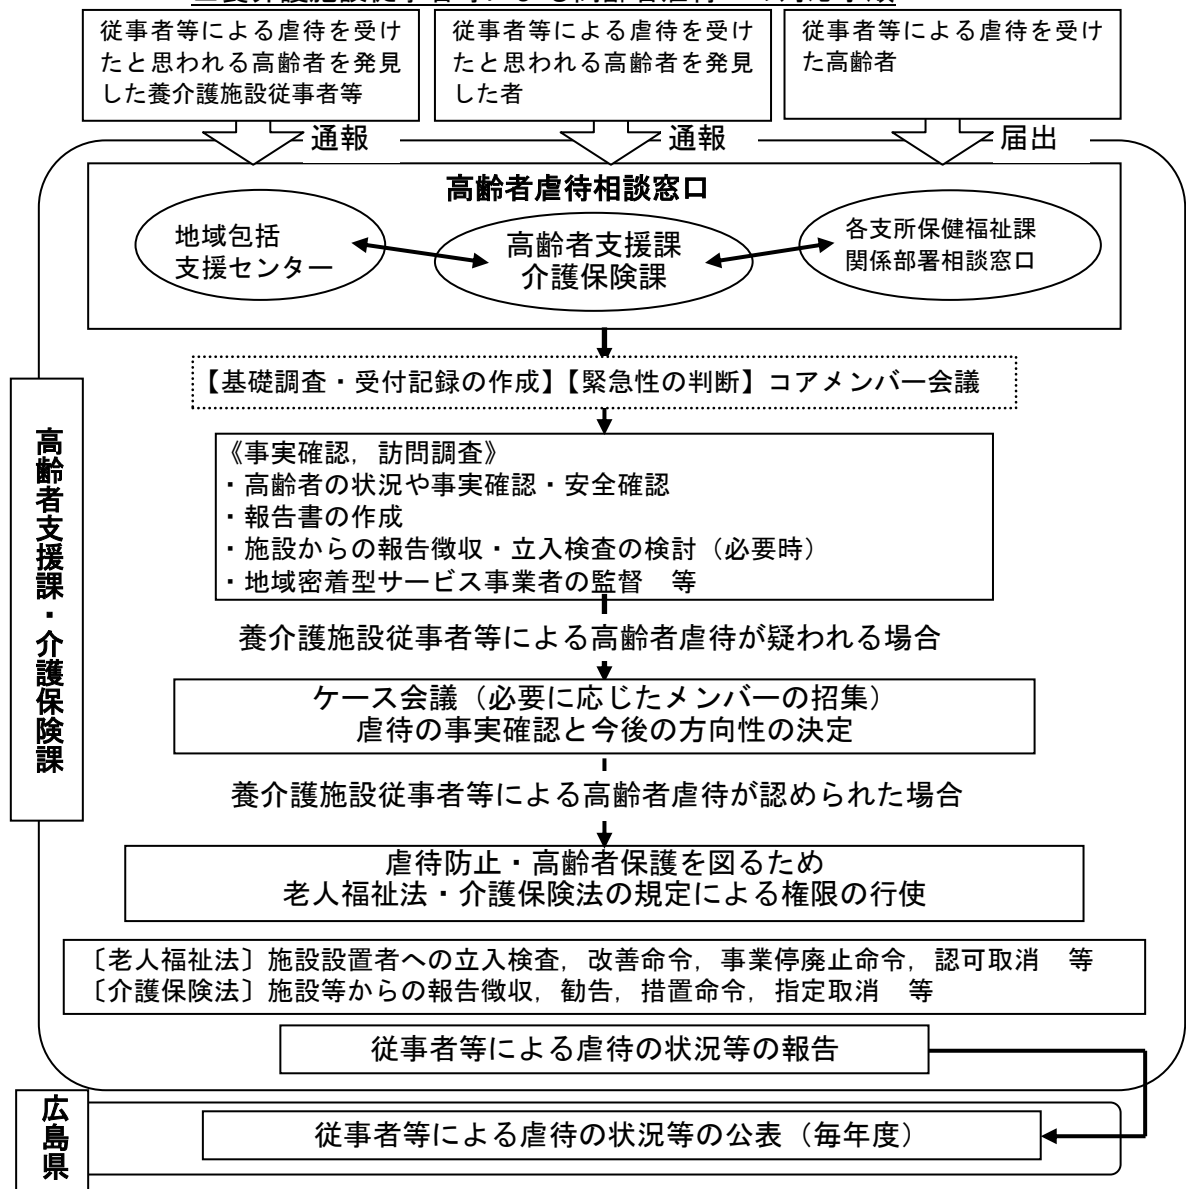 従事者等による虐待を受け
たと思われる高齢者を発見
した養介護施設従事者等
従事者等による虐待を受け
たと思われる高齢者を発見
した者
従事者等による虐待を受け
た高齢者
通報
通報
届出
高齢者虐待相談窓口
地域包括
支援センター
高齢者支援課
介護保険課
各支所保健福祉課
関係部署相談窓口
【基礎調査・受付記録の作成】【緊急性の判断】コアメンバー会議
高齢者支援課・介護保険課
《事実確認，訪問調査》
・高齢者の状況や事実確認・安全確認
・報告書の作成
・施設からの報告徴収・立入検査の検討（必要時）
・地域密着型サービス事業者の監督　等
養介護施設従事者等による高齢者虐待が疑われる場合
ケース会議（必要に応じたメンバーの招集）
虐待の事実確認と今後の方向性の決定
養介護施設従事者等による高齢者虐待が認められた場合
虐待防止・高齢者保護を図るため
老人福祉法・介護保険法の規定による権限の行使
〔老人福祉法〕施設設置者への立入検査，改善命令，事業停廃止命令，認可取消　等
〔介護保険法〕施設等からの報告徴収，勧告，措置命令，指定取消　等
従事者等による虐待の状況等の報告
広島県
従事者等による虐待の状況等の公表（毎年度）